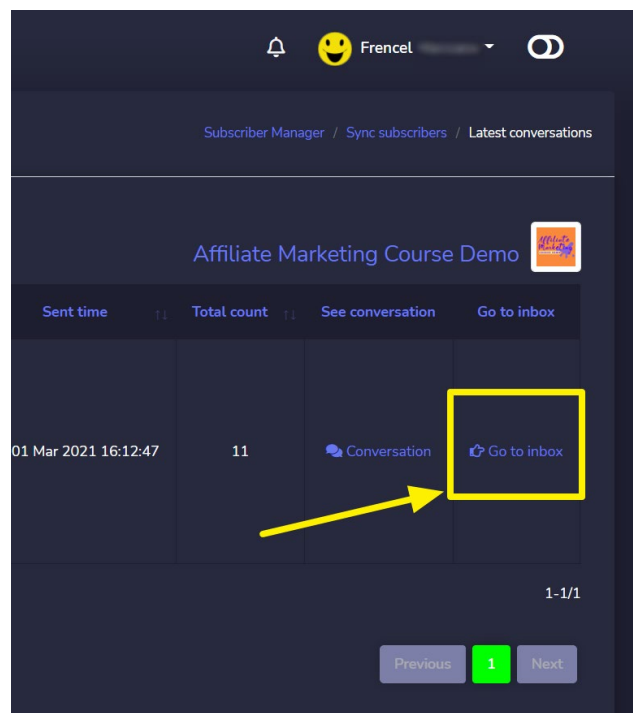 Frencel
Subscriber Manager / Sync subscribers / Latest conversations
Affiliate Marketing Course Demo
Sent time Total count See conversation Go to inbox
01 Mar 2021 16:12:47 11 Conversation Go to inbox
1-1/1
Previous 1 Next